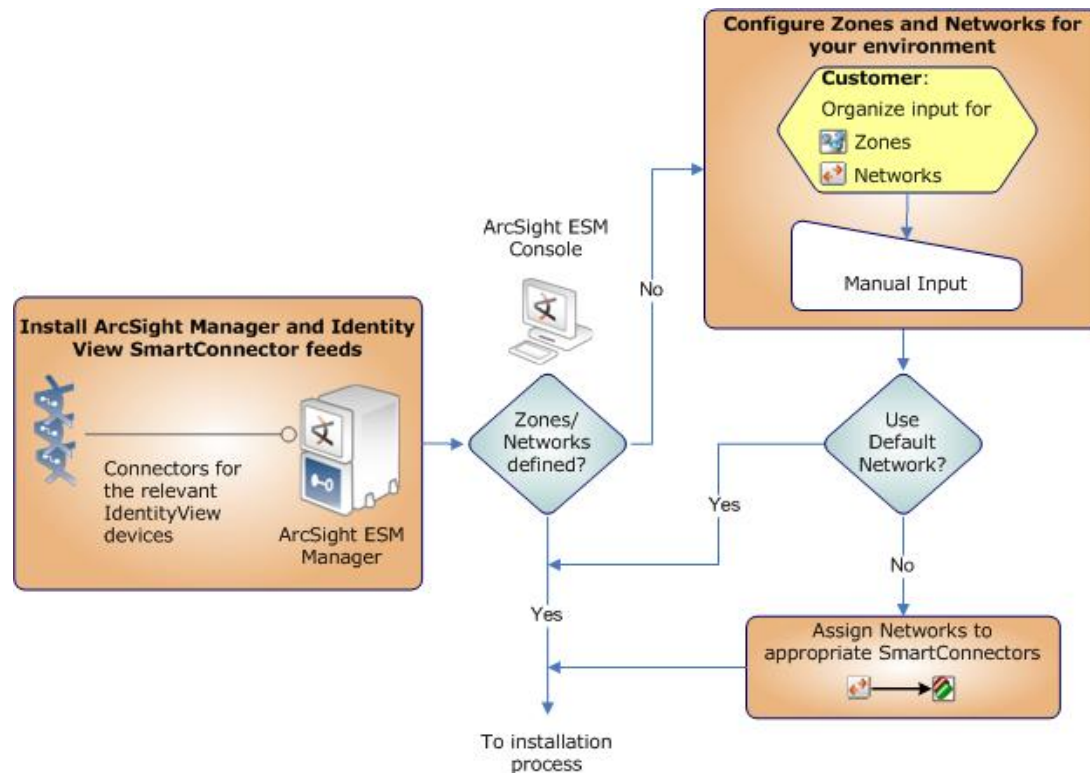 Configure Zones and Networks for
your environment
Customer:
Organize input for
Zones
Networks
Manual Input
ArcSight ESM
Console
No
Install ArcSight Manager and Identity
View SmartConnector feeds
Connectors for
the relevant
IdentityView
devices
ArcSight ESM
Manager
Zones/
Networks
defined?
Use
Default
Network?
Yes
No
Yes
Assign Networks to
appropriate SmartConnectors
To installation
process